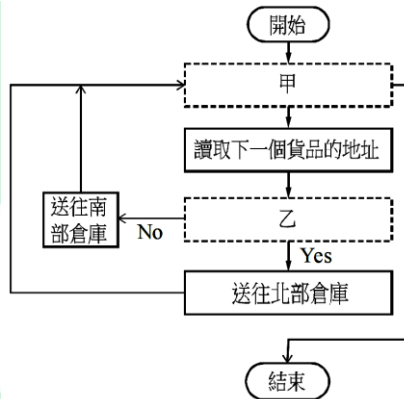 開始
甲
讀取下一個貨品的地址
乙
送往南
部倉庫
No
Yes
送往北部倉庫
結束